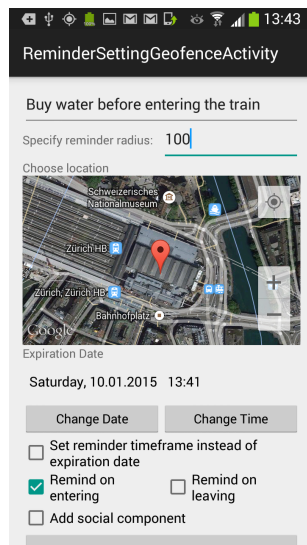 13:43
ReminderSettingGeofenceActivity
Buy water before entering the train
Specify reminder radius: 100
Choose location
Schweizerisches
Nationalmuseum
Zürich HB
Zürich, Zürich HB
Bahnhofplatz
Google
Expiration Date
Saturday, 10.01.2015 13:41
Change Date Change Time
Set reminder timeframe instead of
expiration date
Remind on
entering
Remind on
leaving
Add social component